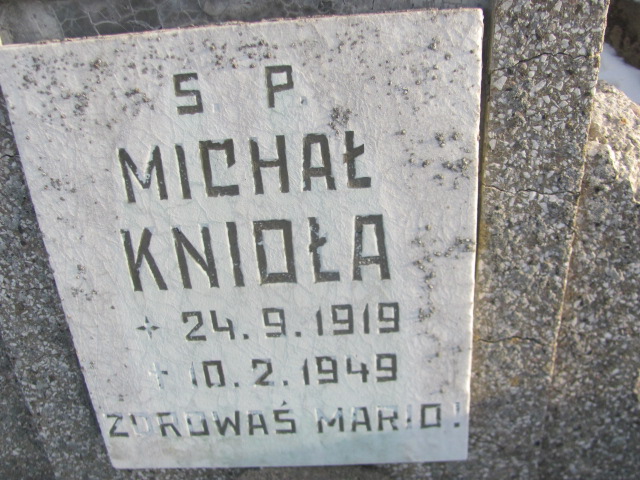 Ś. P.
MICHAŁ
KNIOŁA
+ 24.9.1919
† 10.2.1949
ZDROWAŚ MARIO!